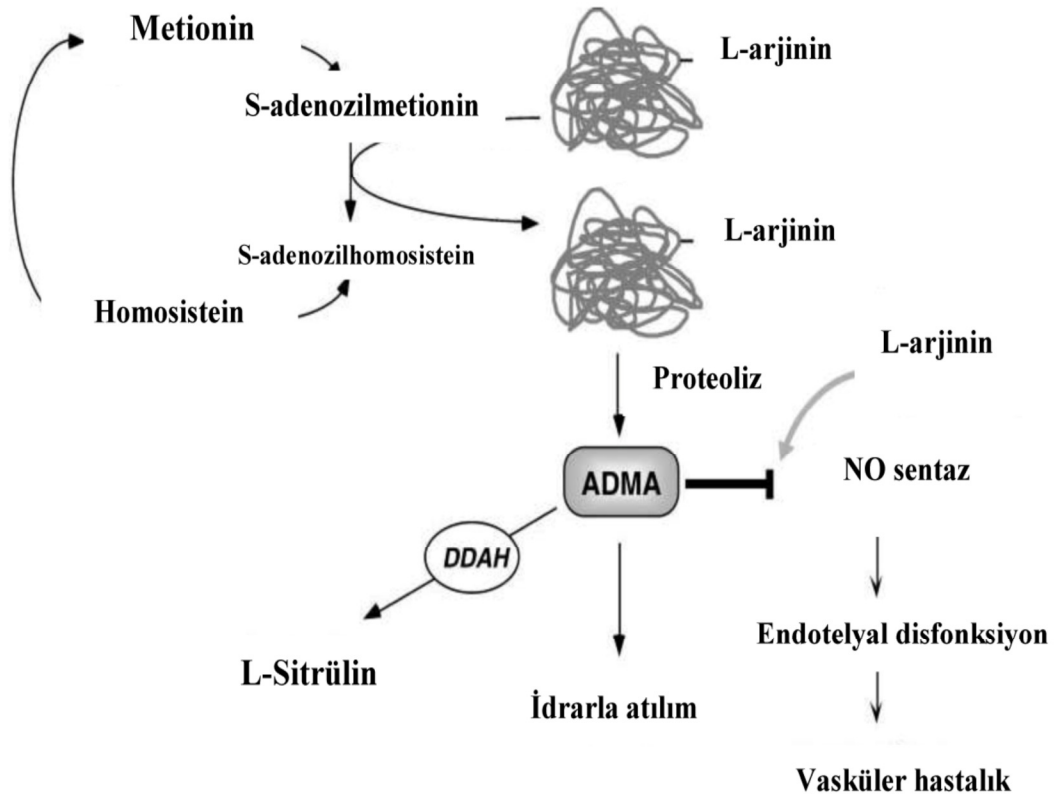 Metionin
L-arjinin
S-adenozilmetionin
L-arjinin
S-adenozilhomosistein
Homosistein
L-arjinin
Proteoliz
NO sentaz
ADMA
DDAH
Endotelyal disfonksiyon
L-Sitrülin
İdrarla atılım
Vasküler hastalık